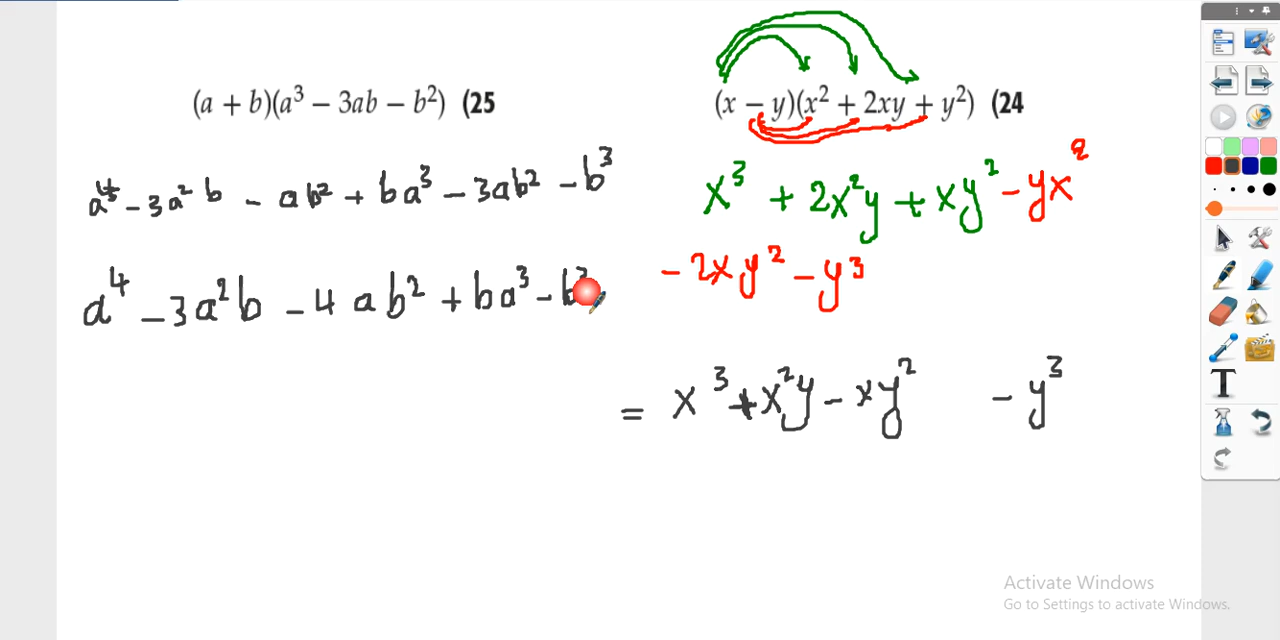 (x − y)(x² + 2xy + y²) (24
x³ + 2x²y + xy² − yx²
− 2xy² − y³
= x³ + x²y − xy² − y³
(a + b)(a³ − 3ab − b²) (25
a⁴ − 3a²b − ab² + ba³ − 3ab² − b³
a⁴ − 3a²b − 4ab² + ba³ − b³
T
Activate Windows
Go to Settings to activate Windows.